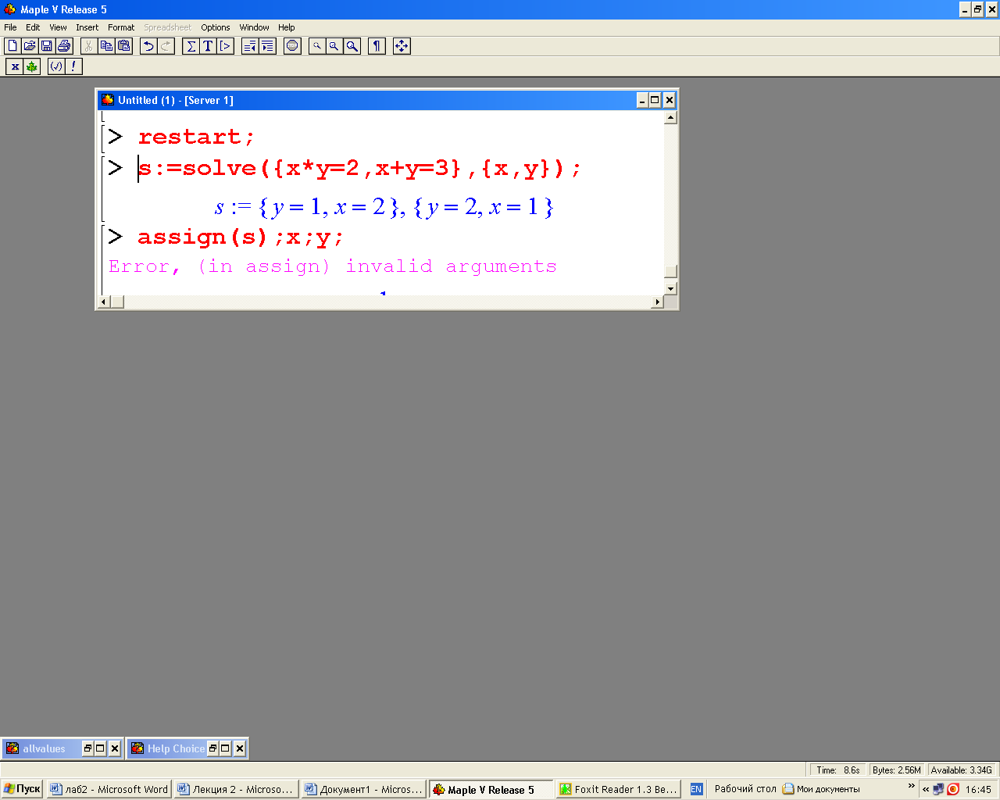 Maple V Release 5
File Edit View Insert Format Spreadsheet Options Window Help
Untitled (1) - [Server 1]
> restart;
> s:=solve({x*y=2,x+y=3},{x,y});
s := { y = 1, x = 2 }, { y = 2, x = 1 }
> assign(s);x;y;
Error, (in assign) invalid arguments
allvalues Help Choice
Time: 8.6s Bytes: 2.56M Available: 3.34G
Пуск лаб2 - Microsoft Word Лекция 2 - Microso... Документ1 - Micros... Maple V Release 5 Foxit Reader 1.3 Be... EN Рабочий стол Мои документы » « 16:45